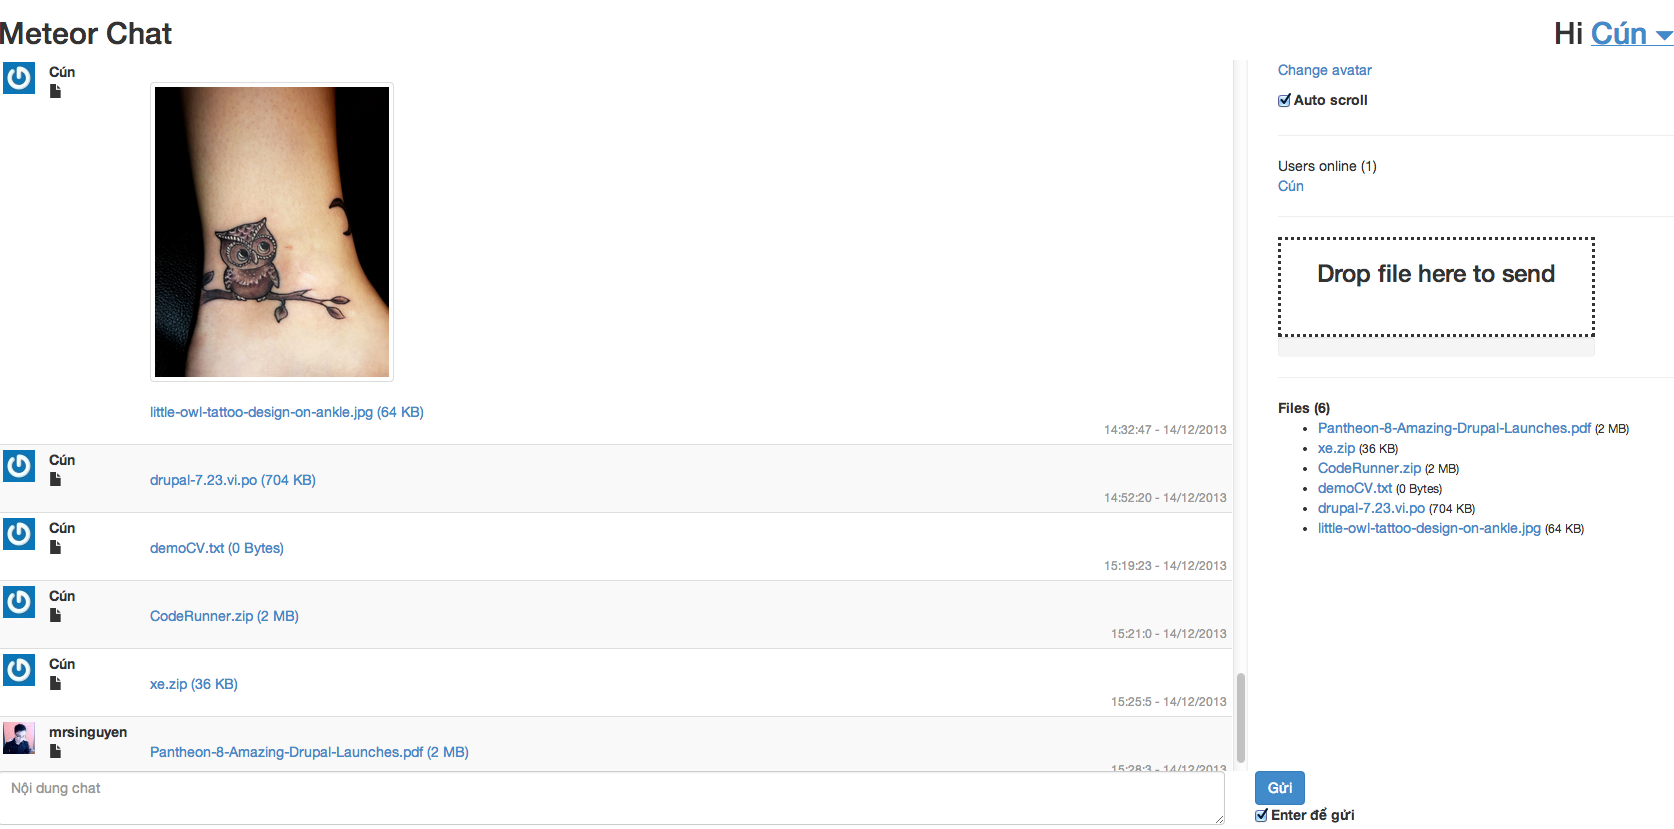 Meteor Chat
Hi Cún
Cún
little-owl-tattoo-design-on-ankle.jpg (64 KB)
14:32:47 - 14/12/2013
Cún
drupal-7.23.vi.po (704 KB)
14:52:20 - 14/12/2013
Cún
demoCV.txt (0 Bytes)
15:19:23 - 14/12/2013
Cún
CodeRunner.zip (2 MB)
15:21:0 - 14/12/2013
Cún
xe.zip (36 KB)
15:25:5 - 14/12/2013
mrsinguyen
Pantheon-8-Amazing-Drupal-Launches.pdf (2 MB)
15:28:3 - 14/12/2013
Nội dung chat
Change avatar
Auto scroll
Users online (1)
Cún
Drop file here to send
Files (6)
Pantheon-8-Amazing-Drupal-Launches.pdf (2 MB)
xe.zip (36 KB)
CodeRunner.zip (2 MB)
demoCV.txt (0 Bytes)
drupal-7.23.vi.po (704 KB)
little-owl-tattoo-design-on-ankle.jpg (64 KB)
Gửi
Enter để gửi